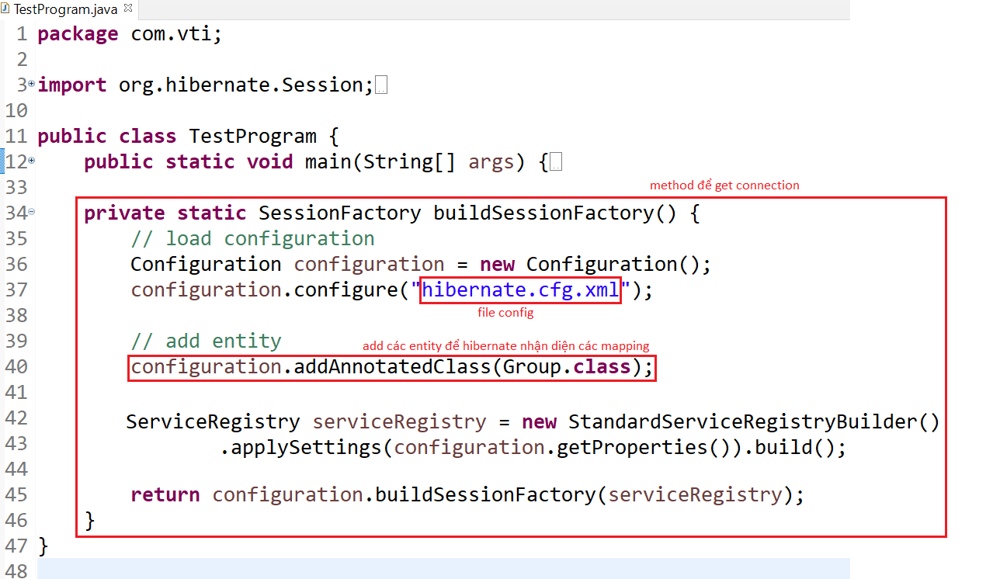 TestProgram.java
1 package com.vti;
2
3 import org.hibernate.Session;
10
11 public class TestProgram {
12 public static void main(String[] args) {
33
method để get connection
34 private static SessionFactory buildSessionFactory() {
35 // load configuration
36 Configuration configuration = new Configuration();
37 configuration.configure("hibernate.cfg.xml");
38
file config
39 // add entity
add các entity để hibernate nhận diện các mapping
40 configuration.addAnnotatedClass(Group.class);
41
42 ServiceRegistry serviceRegistry = new StandardServiceRegistryBuilder()
43 .applySettings(configuration.getProperties()).build();
44
45 return configuration.buildSessionFactory(serviceRegistry);
46 }
47 }
48